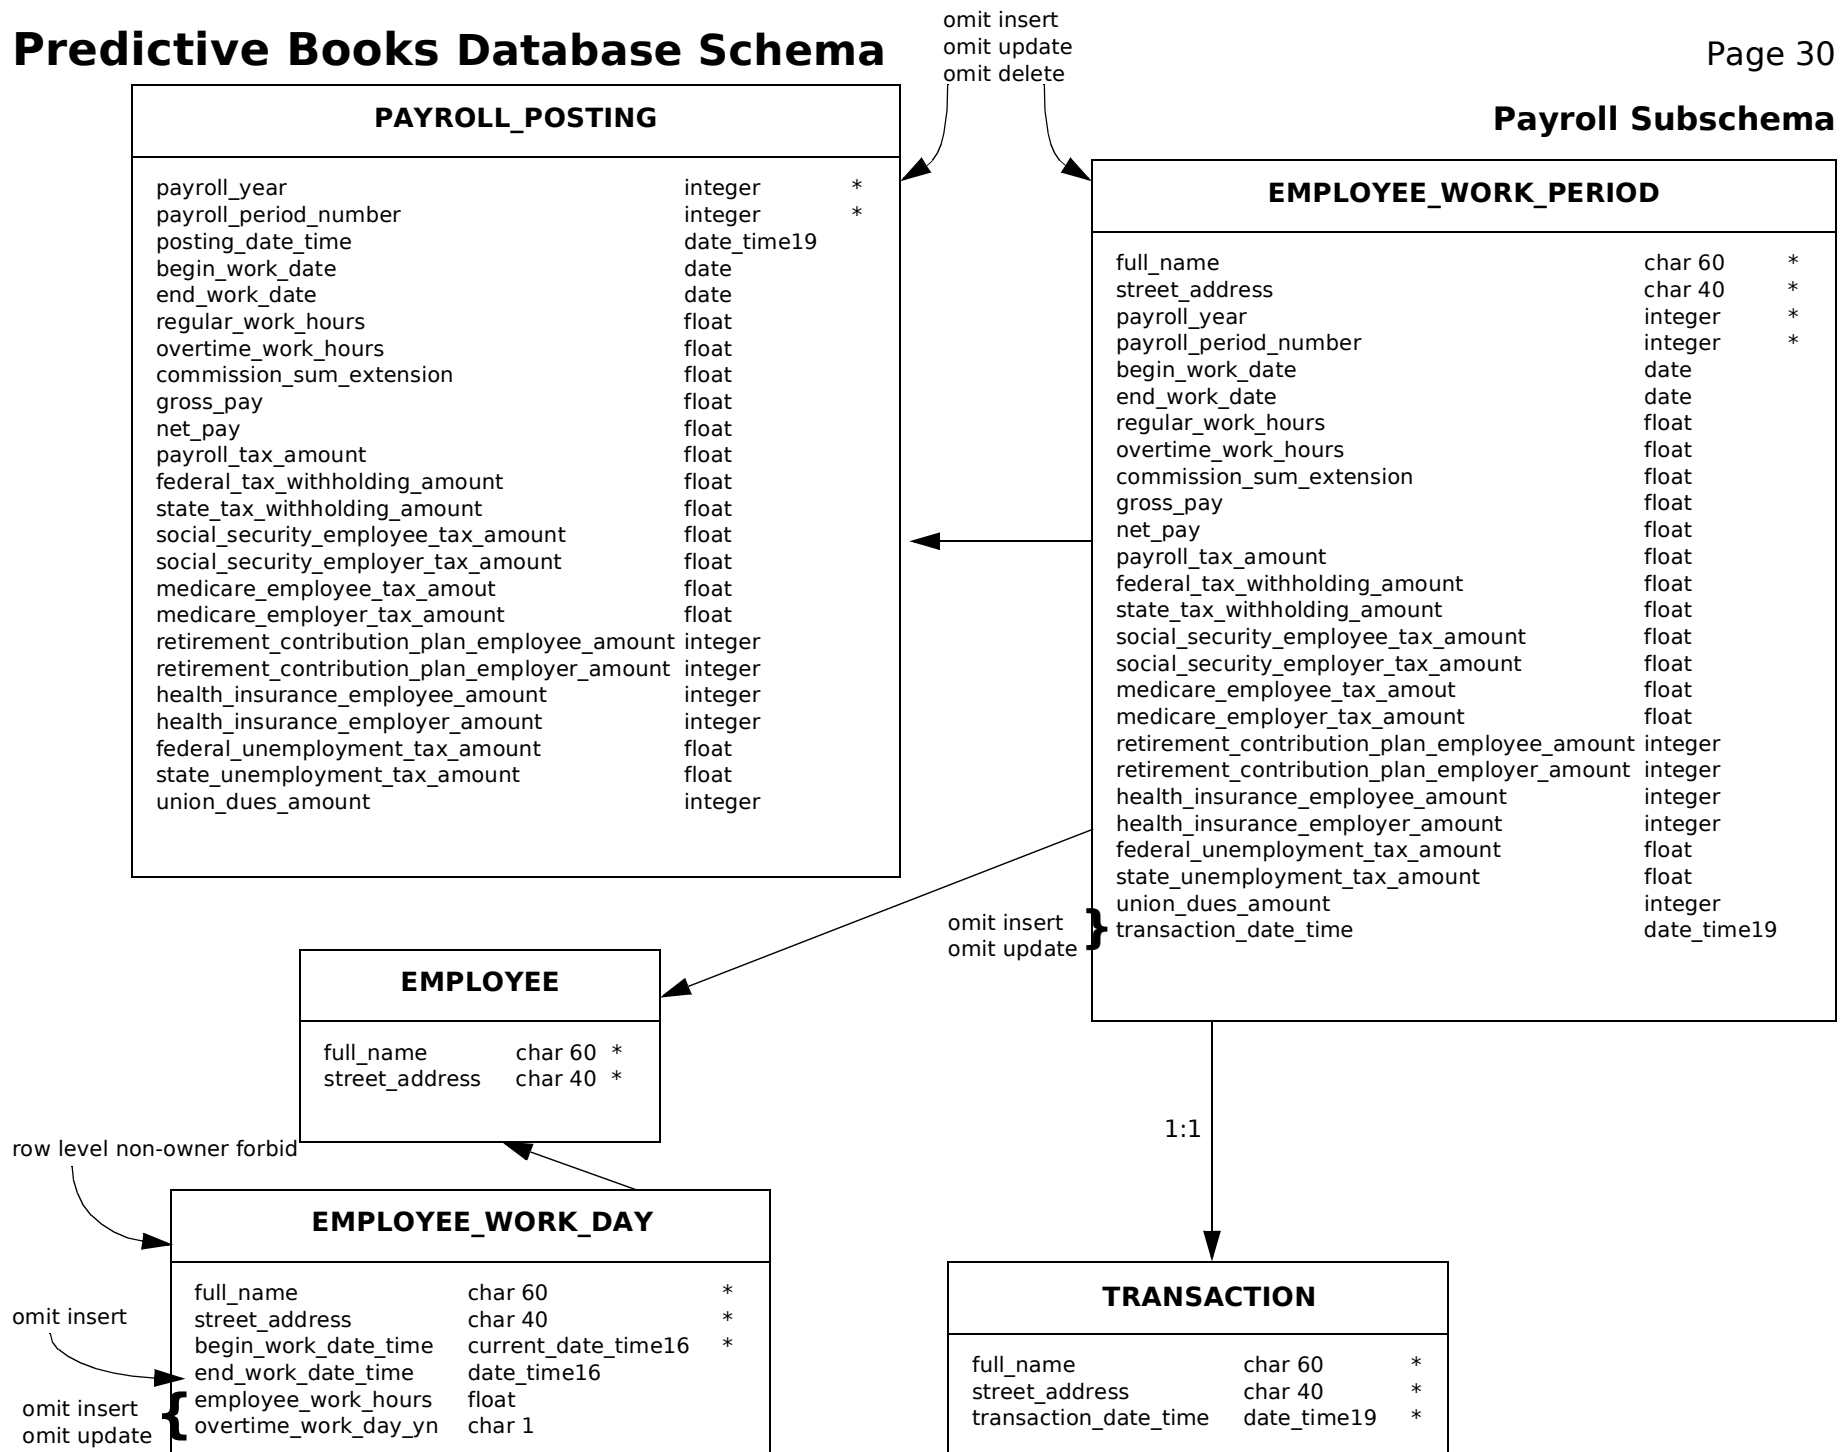 omit insert
omit update
omit delete
Predictive Books Database Schema
Page 30
Payroll Subschema
PAYROLL_POSTING
payroll_year integer *
payroll_period_number integer *
posting_date_time date_time19
begin_work_date date
end_work_date date
regular_work_hours float
overtime_work_hours float
commission_sum_extension float
gross_pay float
net_pay float
payroll_tax_amount float
federal_tax_withholding_amount float
state_tax_withholding_amount float
social_security_employee_tax_amount float
social_security_employer_tax_amount float
medicare_employee_tax_amout float
medicare_employer_tax_amount float
retirement_contribution_plan_employee_amount integer
retirement_contribution_plan_employer_amount integer
health_insurance_employee_amount integer
health_insurance_employer_amount integer
federal_unemployment_tax_amount float
state_unemployment_tax_amount float
union_dues_amount integer
EMPLOYEE_WORK_PERIOD
full_name char 60 *
street_address char 40 *
payroll_year integer *
payroll_period_number integer *
begin_work_date date
end_work_date date
regular_work_hours float
overtime_work_hours float
commission_sum_extension float
gross_pay float
net_pay float
payroll_tax_amount float
federal_tax_withholding_amount float
state_tax_withholding_amount float
social_security_employee_tax_amount float
social_security_employer_tax_amount float
medicare_employee_tax_amout float
medicare_employer_tax_amount float
retirement_contribution_plan_employee_amount integer
retirement_contribution_plan_employer_amount integer
health_insurance_employee_amount integer
health_insurance_employer_amount integer
federal_unemployment_tax_amount float
state_unemployment_tax_amount float
union_dues_amount integer
transaction_date_time date_time19
omit insert
omit update }
EMPLOYEE
full_name char 60 *
street_address char 40 *
1:1
row level non-owner forbid
EMPLOYEE_WORK_DAY
full_name char 60 *
street_address char 40 *
begin_work_date_time current_date_time16 *
end_work_date_time date_time16
employee_work_hours float
overtime_work_day_yn char 1
omit insert
omit insert
omit update {
TRANSACTION
full_name char 60 *
street_address char 40 *
transaction_date_time date_time19 *